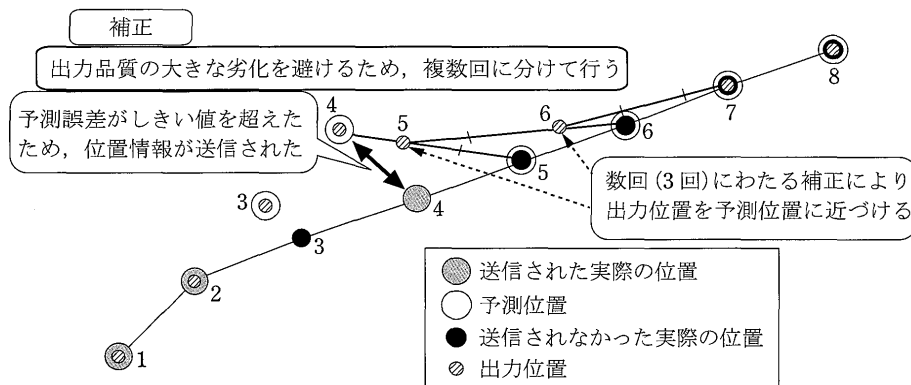 補正
出力品質の大きな劣化を避けるため，複数回に分けて行う
8
7
4
5
6
6
予測誤差がしきい値を超えた
ため，位置情報が送信された
5
数回(3回)にわたる補正により
出力位置を予測位置に近づける
3
4
3
2
1
送信された実際の位置
予測位置
送信されなかった実際の位置
出力位置